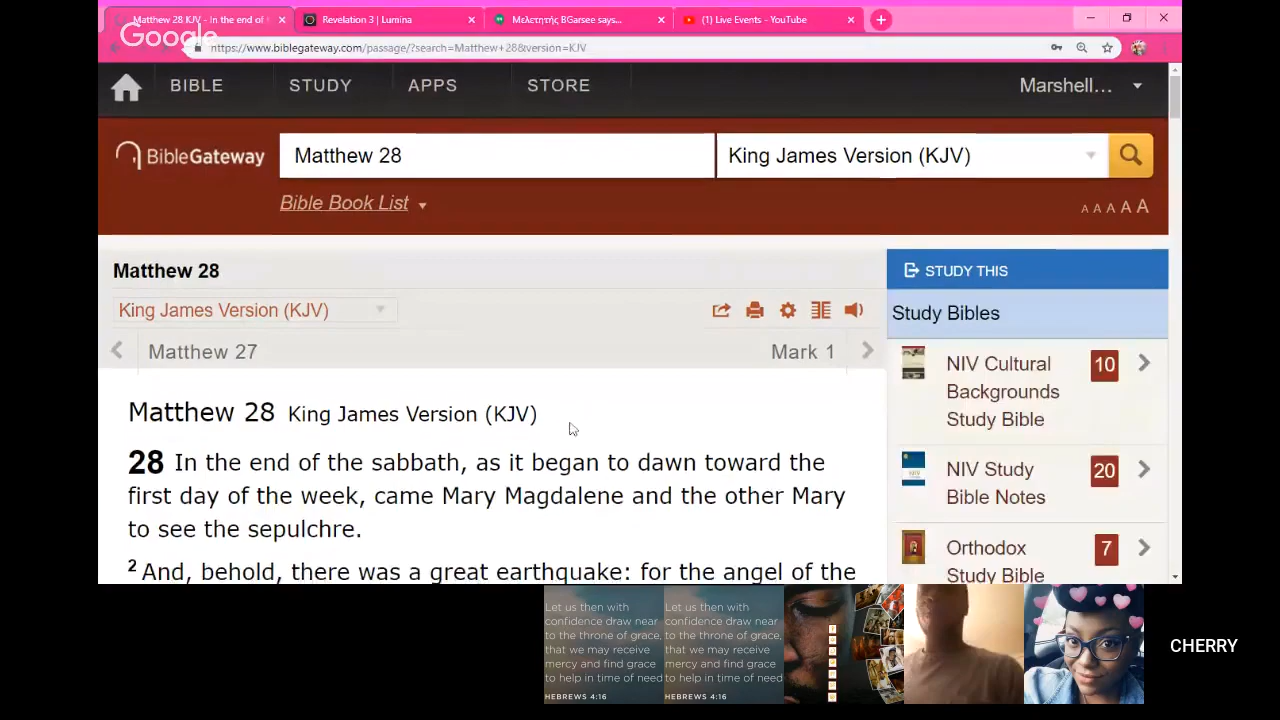 Matthew 28 KJV - In the end of
Revelation 3 | Lumina
Μελετητής BGarsee says...
(1) Live Events - YouTube
Google
https://www.biblegateway.com/passage/?search=Matthew+28&version=KJV
BIBLE
STUDY
APPS
STORE
Marshell...
BibleGateway
Matthew 28
King James Version (KJV)
Bible Book List
A A A A A
Matthew 28
STUDY THIS
King James Version (KJV)
Study Bibles
Matthew 27
Mark 1
NIV Cultural
Backgrounds
Study Bible
10
Matthew 28 King James Version (KJV)
28 In the end of the sabbath, as it began to dawn toward the
first day of the week, came Mary Magdalene and the other Mary
to see the sepulchre.
2 And, behold, there was a great earthquake: for the angel of the
NIV Study
Bible Notes
20
Orthodox
Study Bible
7
Let us then with
confidence draw near
to the throne of grace,
that we may receive
mercy and find grace
to help in time of need
HEBREWS 4:16
Let us then with
confidence draw near
to the throne of grace,
that we may receive
mercy and find grace
to help in time of need
HEBREWS 4:16
CHERRY